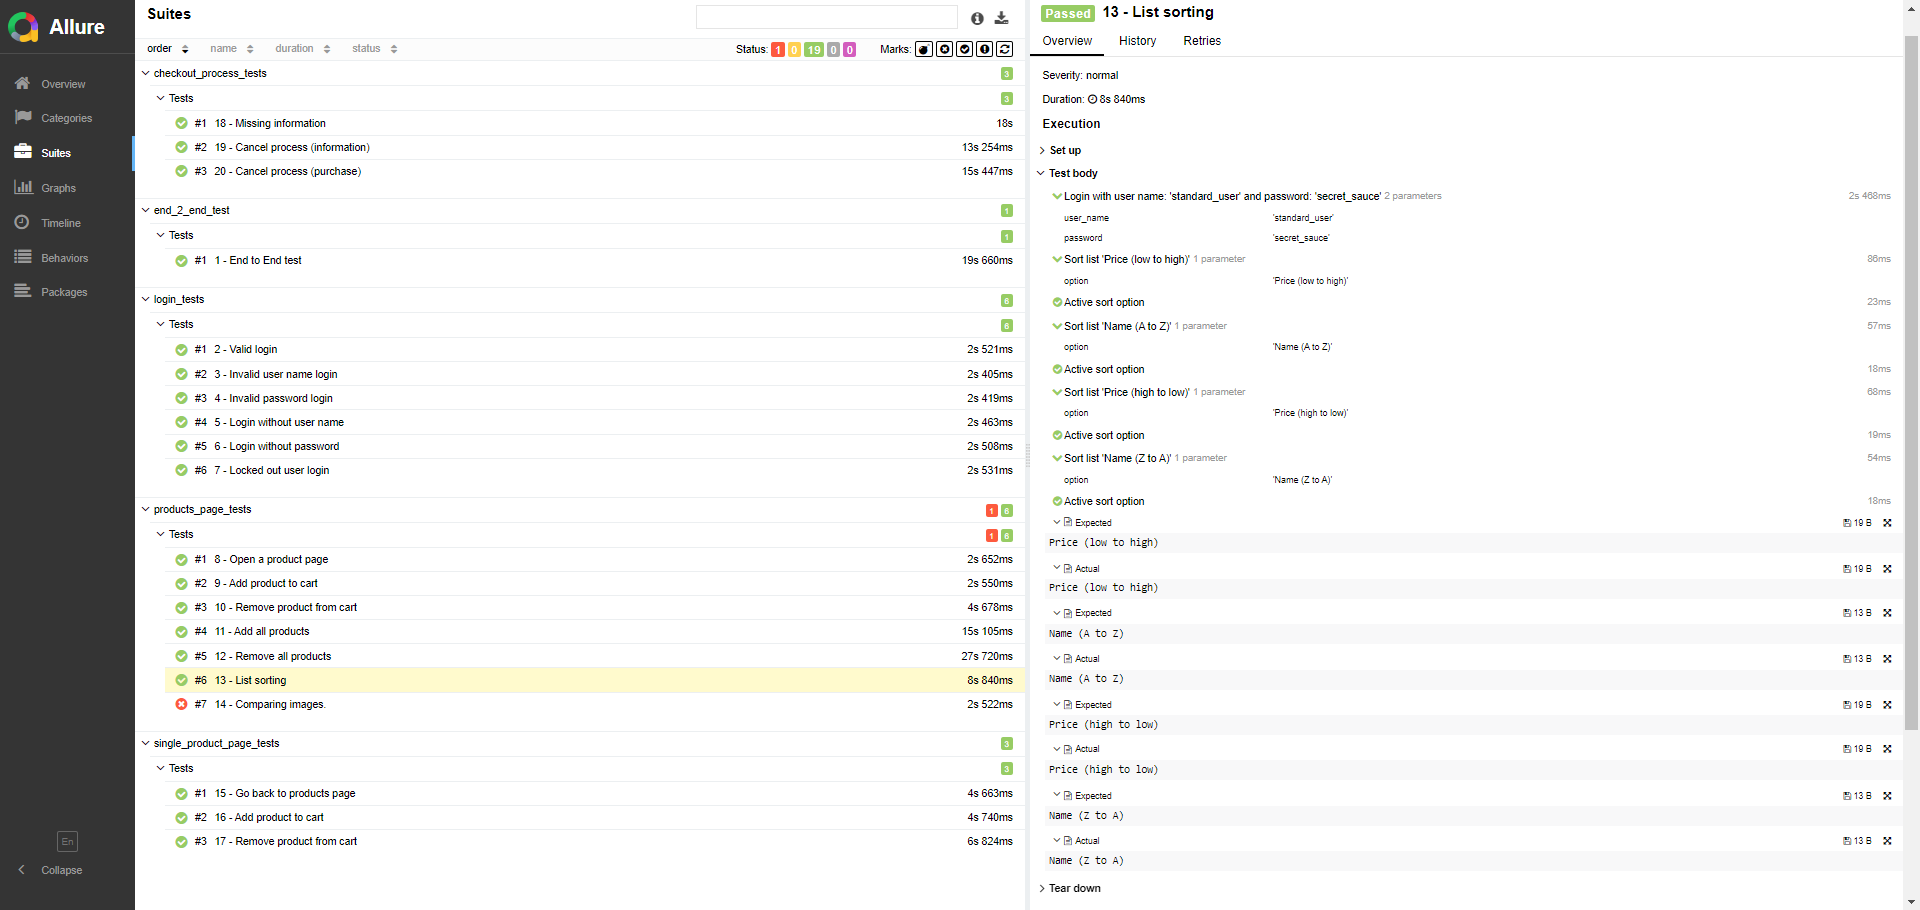 Allure
Overview
Categories
Suites
Graphs
Timeline
Behaviors
Packages
En
Collapse
Suites
order name duration status
Status: 1 0 19 0 0 Marks:
checkout_process_tests 3
Tests 3
#1 18 - Missing information 18s
#2 19 - Cancel process (information) 13s 254ms
#3 20 - Cancel process (purchase) 15s 447ms
end_2_end_test 1
Tests 1
#1 1 - End to End test 19s 660ms
login_tests 6
Tests 6
#1 2 - Valid login 2s 521ms
#2 3 - Invalid user name login 2s 405ms
#3 4 - Invalid password login 2s 419ms
#4 5 - Login without user name 2s 463ms
#5 6 - Login without password 2s 508ms
#6 7 - Locked out user login 2s 531ms
products_page_tests 1 6
Tests 1 6
#1 8 - Open a product page 2s 652ms
#2 9 - Add product to cart 2s 550ms
#3 10 - Remove product from cart 4s 678ms
#4 11 - Add all products 15s 105ms
#5 12 - Remove all products 27s 720ms
#6 13 - List sorting 8s 840ms
#7 14 - Comparing images. 2s 522ms
single_product_page_tests 3
Tests 3
#1 15 - Go back to products page 4s 663ms
#2 16 - Add product to cart 4s 740ms
#3 17 - Remove product from cart 6s 824ms
Passed 13 - List sorting
Overview History Retries
Severity: normal
Duration: 8s 840ms
Execution
Set up
Test body
Login with user name: 'standard_user' and password: 'secret_sauce' 2 parameters 2s 468ms
user_name 'standard_user'
password 'secret_sauce'
Sort list 'Price (low to high)' 1 parameter 86ms
option 'Price (low to high)'
Active sort option 23ms
Sort list 'Name (A to Z)' 1 parameter 57ms
option 'Name (A to Z)'
Active sort option 18ms
Sort list 'Price (high to low)' 1 parameter 68ms
option 'Price (high to low)'
Active sort option 19ms
Sort list 'Name (Z to A)' 1 parameter 54ms
option 'Name (Z to A)'
Active sort option 18ms
Expected 19 B
Price (low to high)
Actual 19 B
Price (low to high)
Expected 13 B
Name (A to Z)
Actual 13 B
Name (A to Z)
Expected 19 B
Price (high to low)
Actual 19 B
Price (high to low)
Expected 13 B
Name (Z to A)
Actual 13 B
Name (Z to A)
Tear down